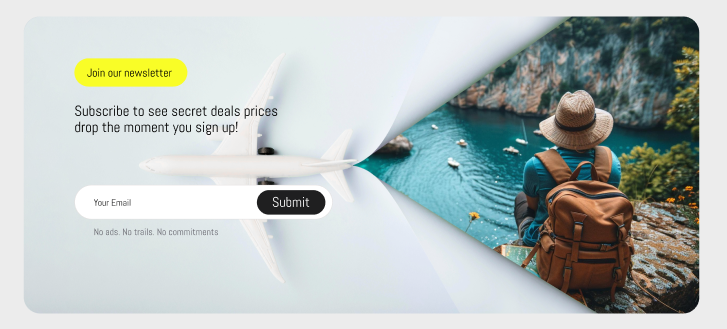 Join our newsletter
Subscribe to see secret deals prices
drop the moment you sign up!
Your Email
Submit
No ads. No trails. No commitments